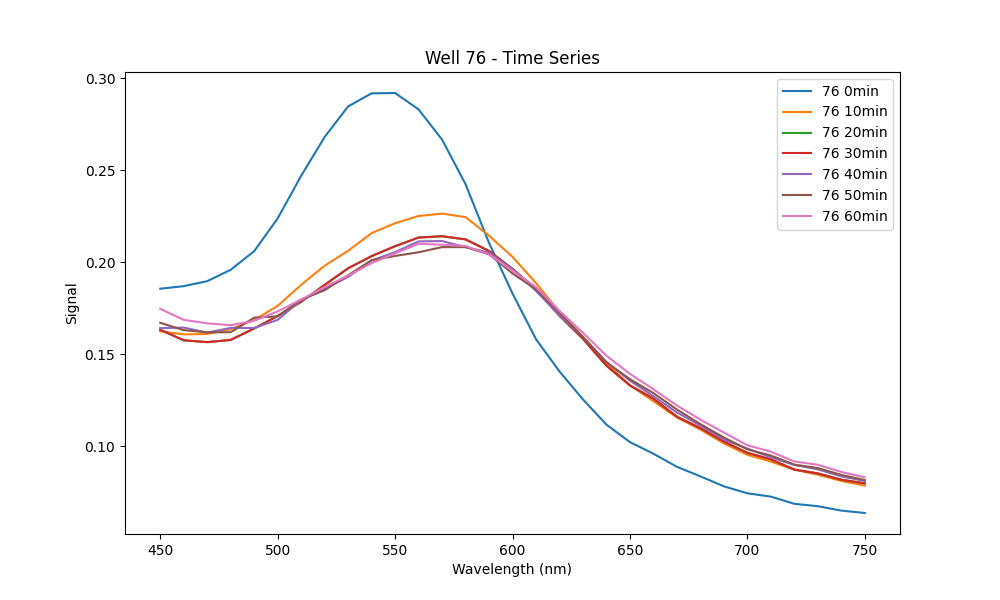 Well 76 - Time Series
0.30
0.25
0.20
0.15
0.10
Signal
450
500
550
600
650
700
750
Wavelength (nm)
76 0min
76 10min
76 20min
76 30min
76 40min
76 50min
76 60min